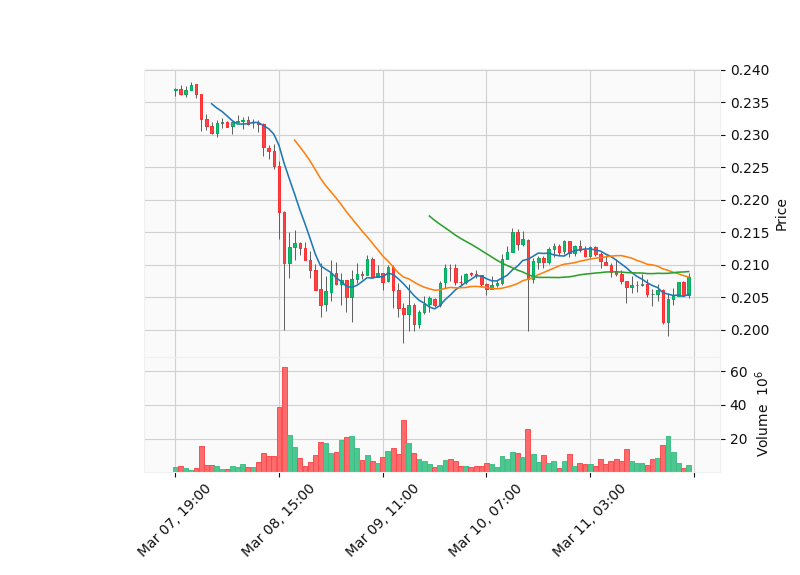 0.240
0.235
0.230
0.225
0.220
0.215
0.210
0.205
0.200
Price
60
40
20
Volume 10^6
Mar 07, 19:00
Mar 08, 15:00
Mar 09, 11:00
Mar 10, 07:00
Mar 11, 03:00